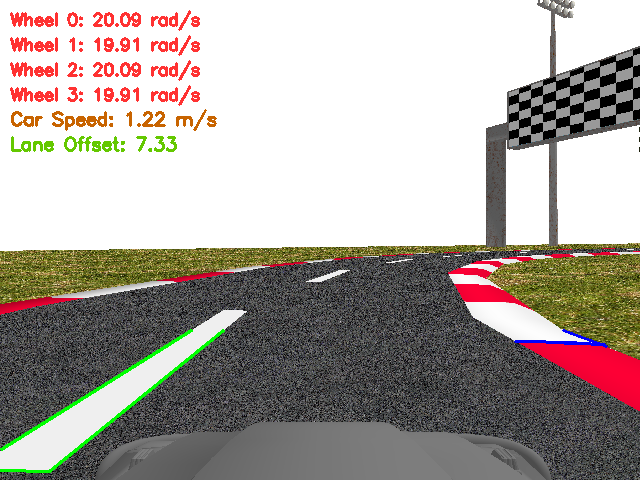 Wheel 0: 20.09 rad/s
Wheel 1: 19.91 rad/s
Wheel 2: 20.09 rad/s
Wheel 3: 19.91 rad/s
Car Speed: 1.22 m/s
Lane Offset: 7.33